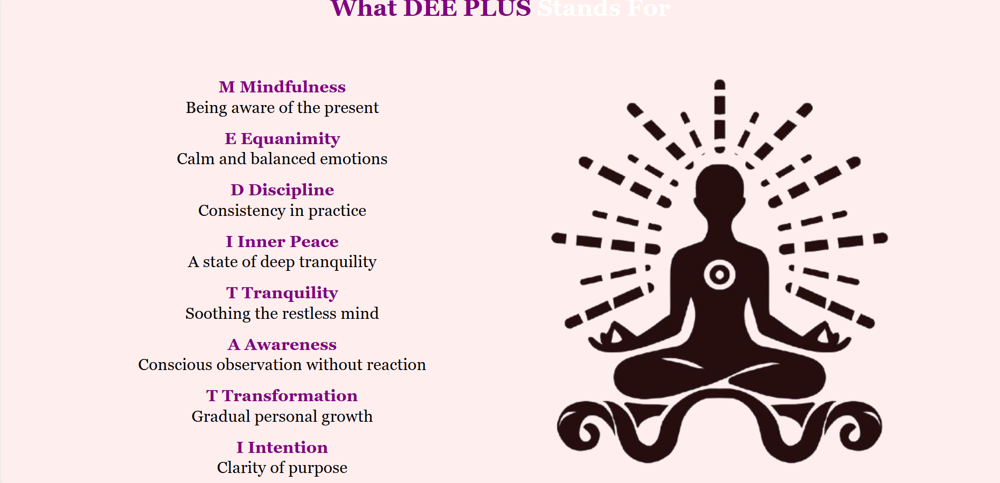 What DEE PLUS Stands For
M Mindfulness
Being aware of the present
E Equanimity
Calm and balanced emotions
D Discipline
Consistency in practice
I Inner Peace
A state of deep tranquility
T Tranquility
Soothing the restless mind
A Awareness
Conscious observation without reaction
T Transformation
Gradual personal growth
I Intention
Clarity of purpose